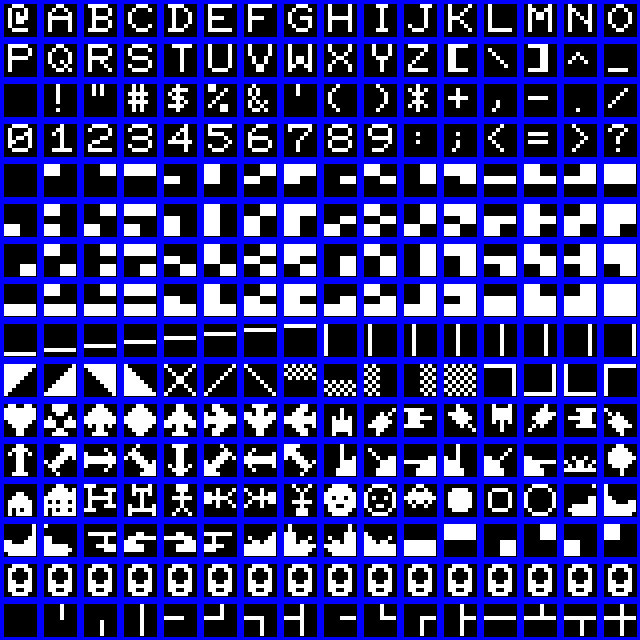 @ A B C D E F G H I J K L M N O
P Q R S T U V W X Y Z [ \ ] ^ _
! " # $ % & ' ( ) * + , - . /
0 1 2 3 4 5 6 7 8 9 : ; < = > ?